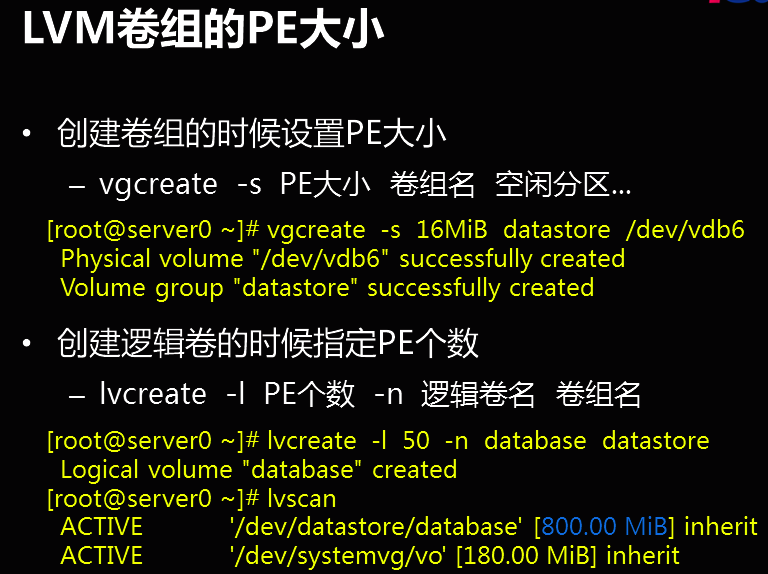 LVM卷组的PE大小
• 创建卷组的时候设置PE大小
– vgcreate -s PE大小 卷组名 空闲分区...
[root@server0 ~]# vgcreate -s 16MiB datastore /dev/vdb6
Physical volume "/dev/vdb6" successfully created
Volume group "datastore" successfully created
• 创建逻辑卷的时候指定PE个数
– lvcreate -l PE个数 -n 逻辑卷名 卷组名
[root@server0 ~]# lvcreate -l 50 -n database datastore
Logical volume "database" created
[root@server0 ~]# lvscan
ACTIVE '/dev/datastore/database' [800.00 MiB] inherit
ACTIVE '/dev/systemvg/vo' [180.00 MiB] inherit